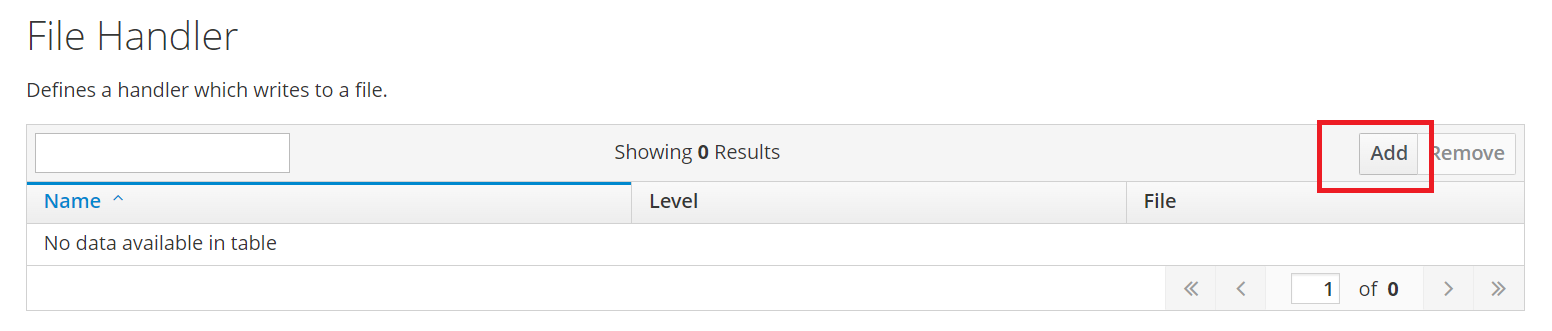 File Handler
Defines a handler which writes to a file.
Showing 0 Results
Add
Remove
Name
Level
File
No data available in table
1 of 0